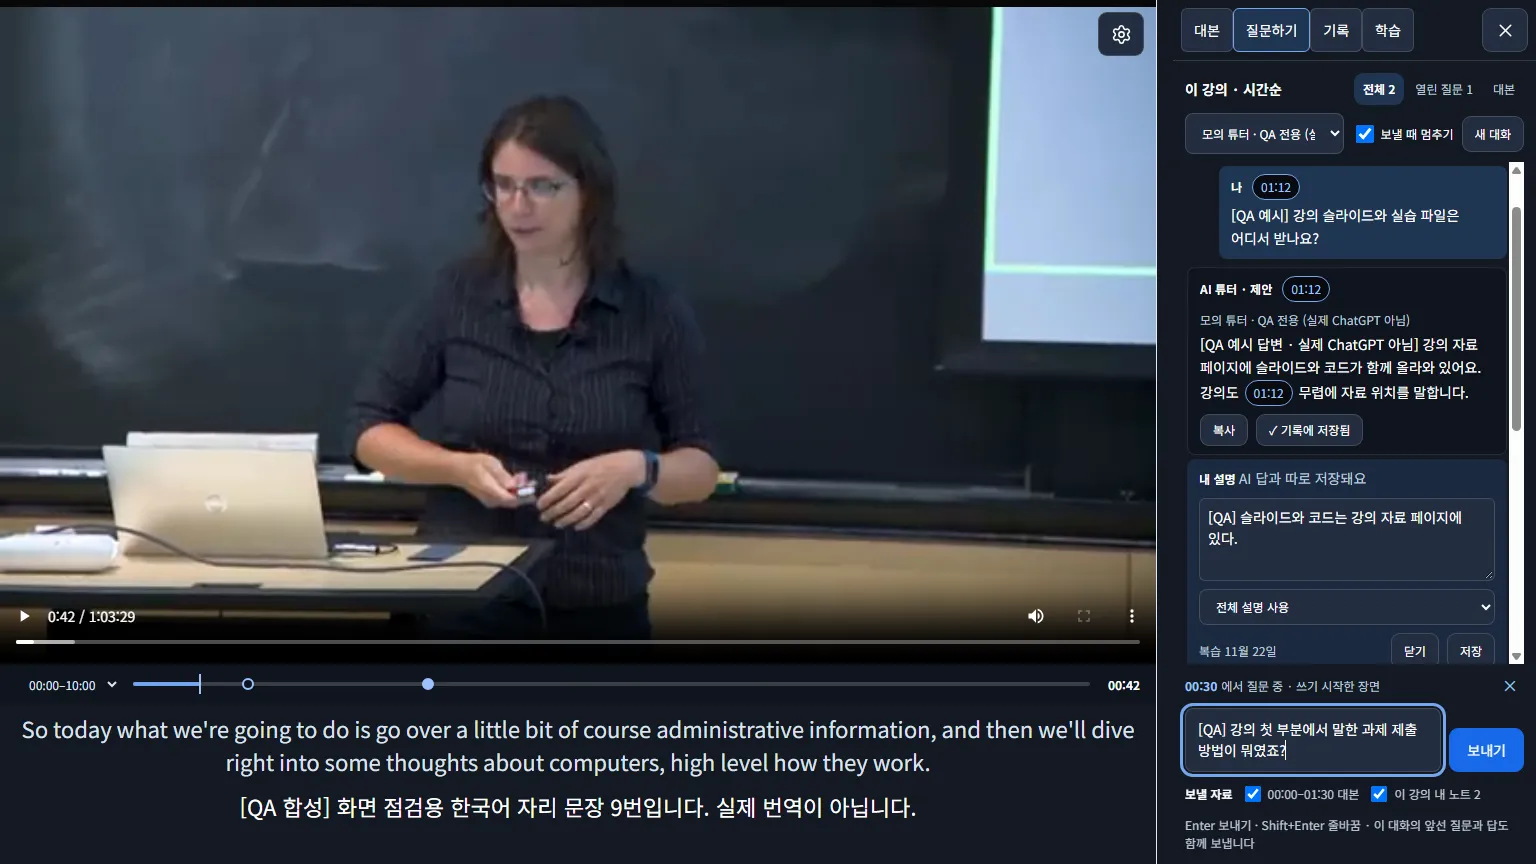 0:42 / 1:03:29
00:00–10:00
00:42
So today what we're going to do is go over a little bit of course administrative information, and then we'll dive
right into some thoughts about computers, high level how they work.
[QA 합성] 화면 점검용 한국어 자리 문장 9번입니다. 실제 번역이 아닙니다.
대본 질문하기 기록 학습
이 강의 · 시간순 전체 2 열린 질문 1 대본
모의 튜터 · QA 전용 (실 보낼 때 멈추기 새 대화
나 01:12
[QA 예시] 강의 슬라이드와 실습 파일은
어디서 받나요?
AI 튜터 · 제안 01:12
모의 튜터 · QA 전용 (실제 ChatGPT 아님)
[QA 예시 답변 · 실제 ChatGPT 아님] 강의 자료
페이지에 슬라이드와 코드가 함께 올라와 있어요.
강의도 01:12 무렵에 자료 위치를 말합니다.
복사 ✓ 기록에 저장됨
내 설명 AI 답과 따로 저장돼요
[QA] 슬라이드와 코드는 강의 자료 페이지에
있다.
전체 설명 사용
복습 11월 22일 닫기 저장
00:30 에서 질문 중 · 쓰기 시작한 장면
[QA] 강의 첫 부분에서 말한 과제 제출
방법이 뭐였죠?
보내기
보낼 자료 00:00–01:30 대본 이 강의 내 노트 2
Enter 보내기 · Shift+Enter 줄바꿈 · 이 대화의 앞선 질문과 답도
함께 보냅니다